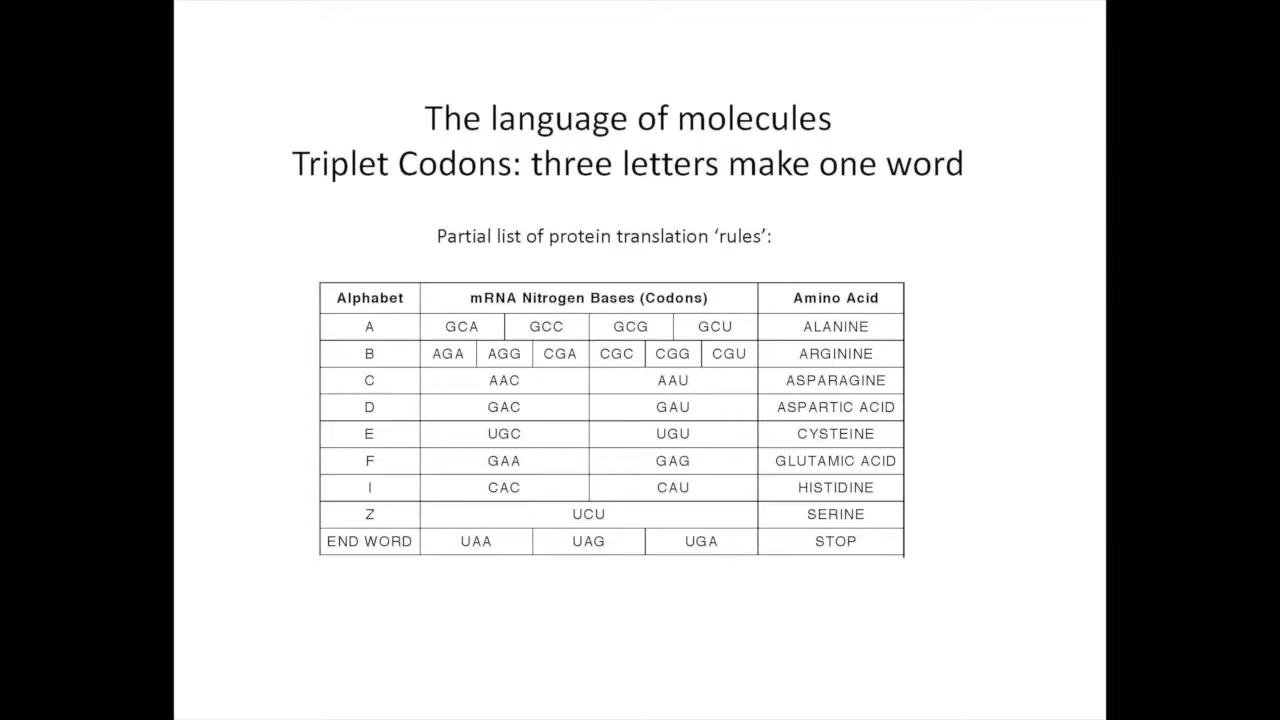 The language of molecules
Triplet Codons: three letters make one word
Partial list of protein translation ‘rules’:
Alphabet mRNA Nitrogen Bases (Codons) Amino Acid
A GCA GCC GCG GCU ALANINE
B AGA AGG CGA CGC CGG CGU ARGININE
C AAC AAU ASPARAGINE
D GAC GAU ASPARTIC ACID
E UGC UGU CYSTEINE
F GAA GAG GLUTAMIC ACID
I CAC CAU HISTIDINE
Z UCU SERINE
END WORD UAA UAG UGA STOP